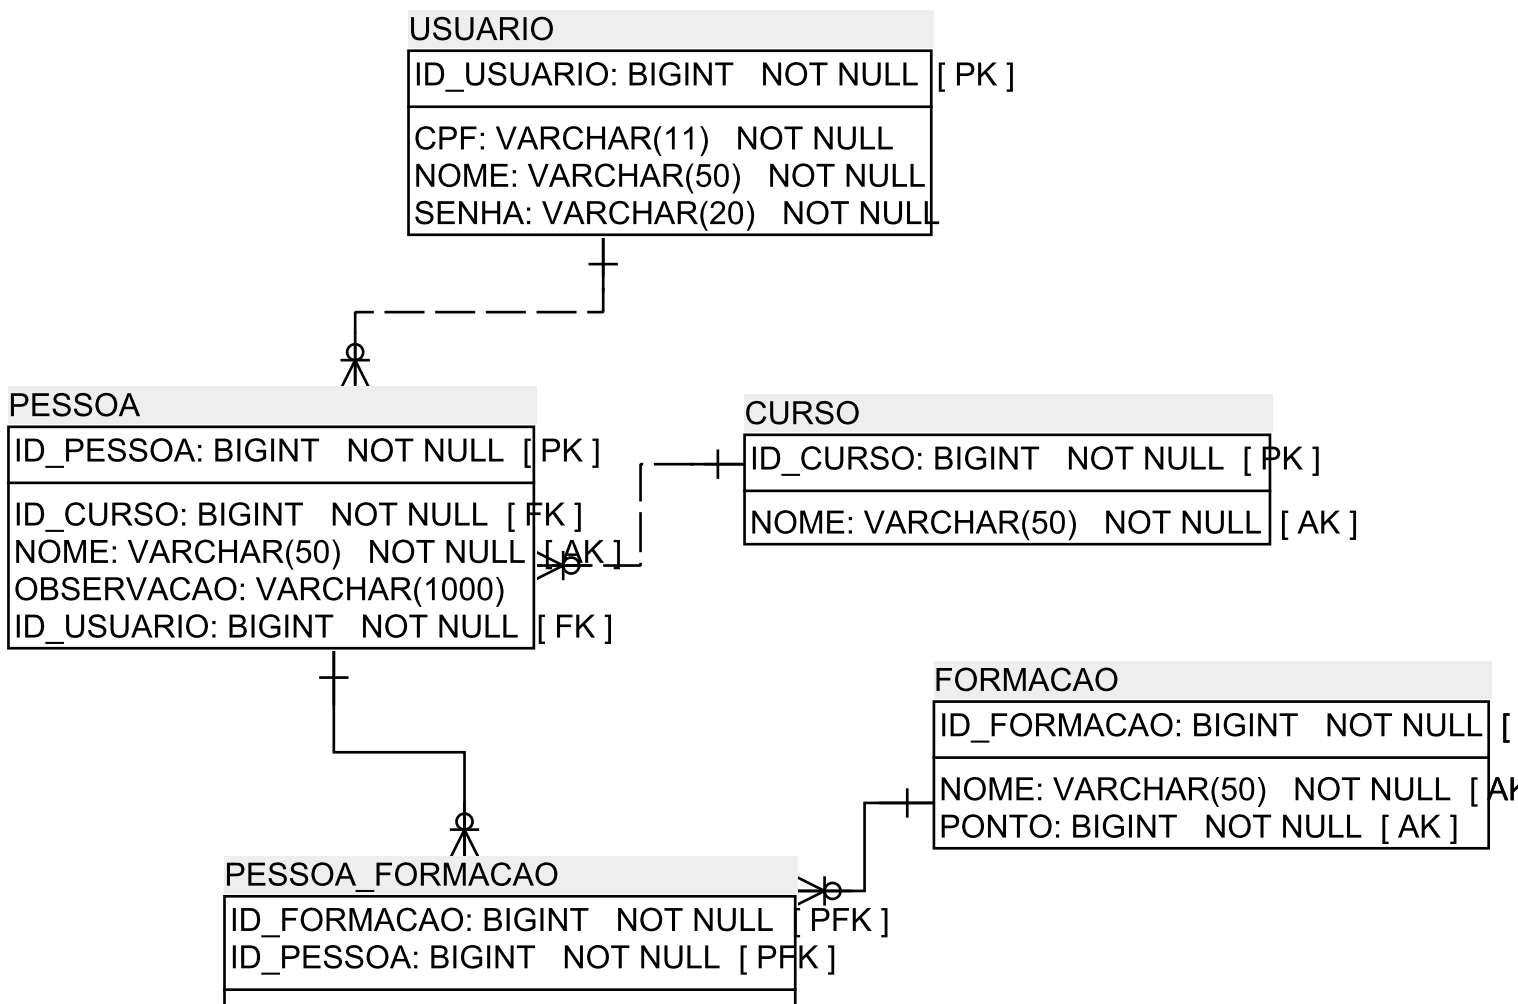 USUARIO
ID_USUARIO: BIGINT   NOT NULL  [ PK ]
CPF: VARCHAR(11)   NOT NULL
NOME: VARCHAR(50)   NOT NULL
SENHA: VARCHAR(20)   NOT NULL
PESSOA
ID_PESSOA: BIGINT   NOT NULL  [ PK ]
ID_CURSO: BIGINT   NOT NULL  [ FK ]
NOME: VARCHAR(50)   NOT NULL  [ AK ]
OBSERVACAO: VARCHAR(1000)
ID_USUARIO: BIGINT   NOT NULL  [ FK ]
CURSO
ID_CURSO: BIGINT   NOT NULL  [ PK ]
NOME: VARCHAR(50)   NOT NULL  [ AK ]
FORMACAO
ID_FORMACAO: BIGINT   NOT NULL  [
NOME: VARCHAR(50)   NOT NULL  [ AK
PONTO: BIGINT   NOT NULL  [ AK ]
PESSOA_FORMACAO
ID_FORMACAO: BIGINT   NOT NULL  [ PFK ]
ID_PESSOA: BIGINT   NOT NULL  [ PFK ]